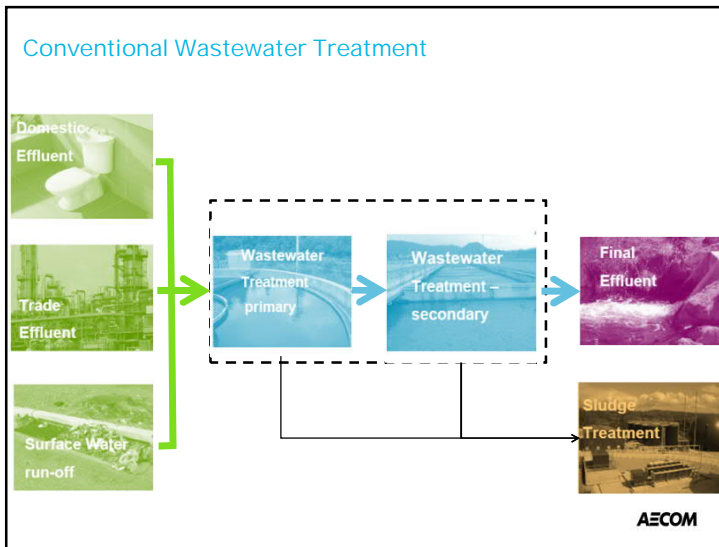 Conventional Wastewater Treatment
Domestic
Effluent
Trade
Effluent
Surface Water
run-off
Wastewater
Treatment
primary
Wastewater
Treatment –
secondary
Final
Effluent
Sludge
Treatment
AECOM